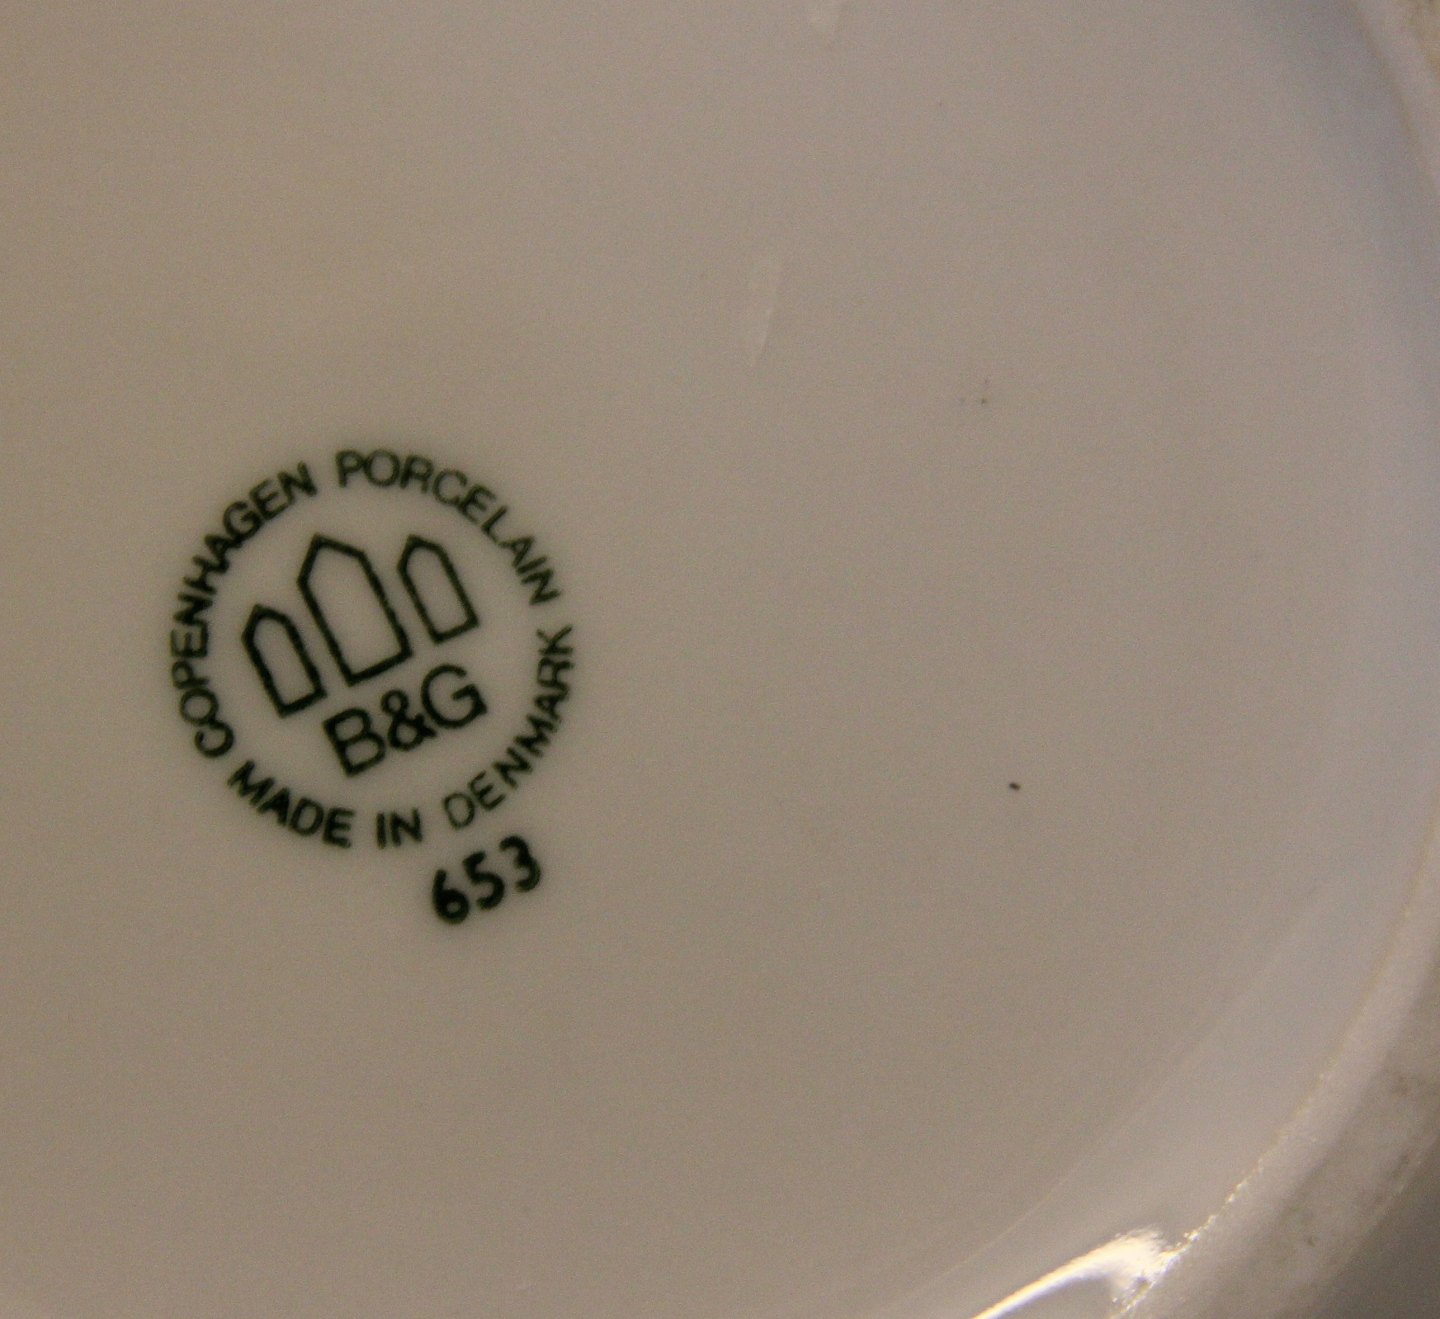 COPENHAGEN PORCELAIN
B&G
MADE IN DENMARK
653